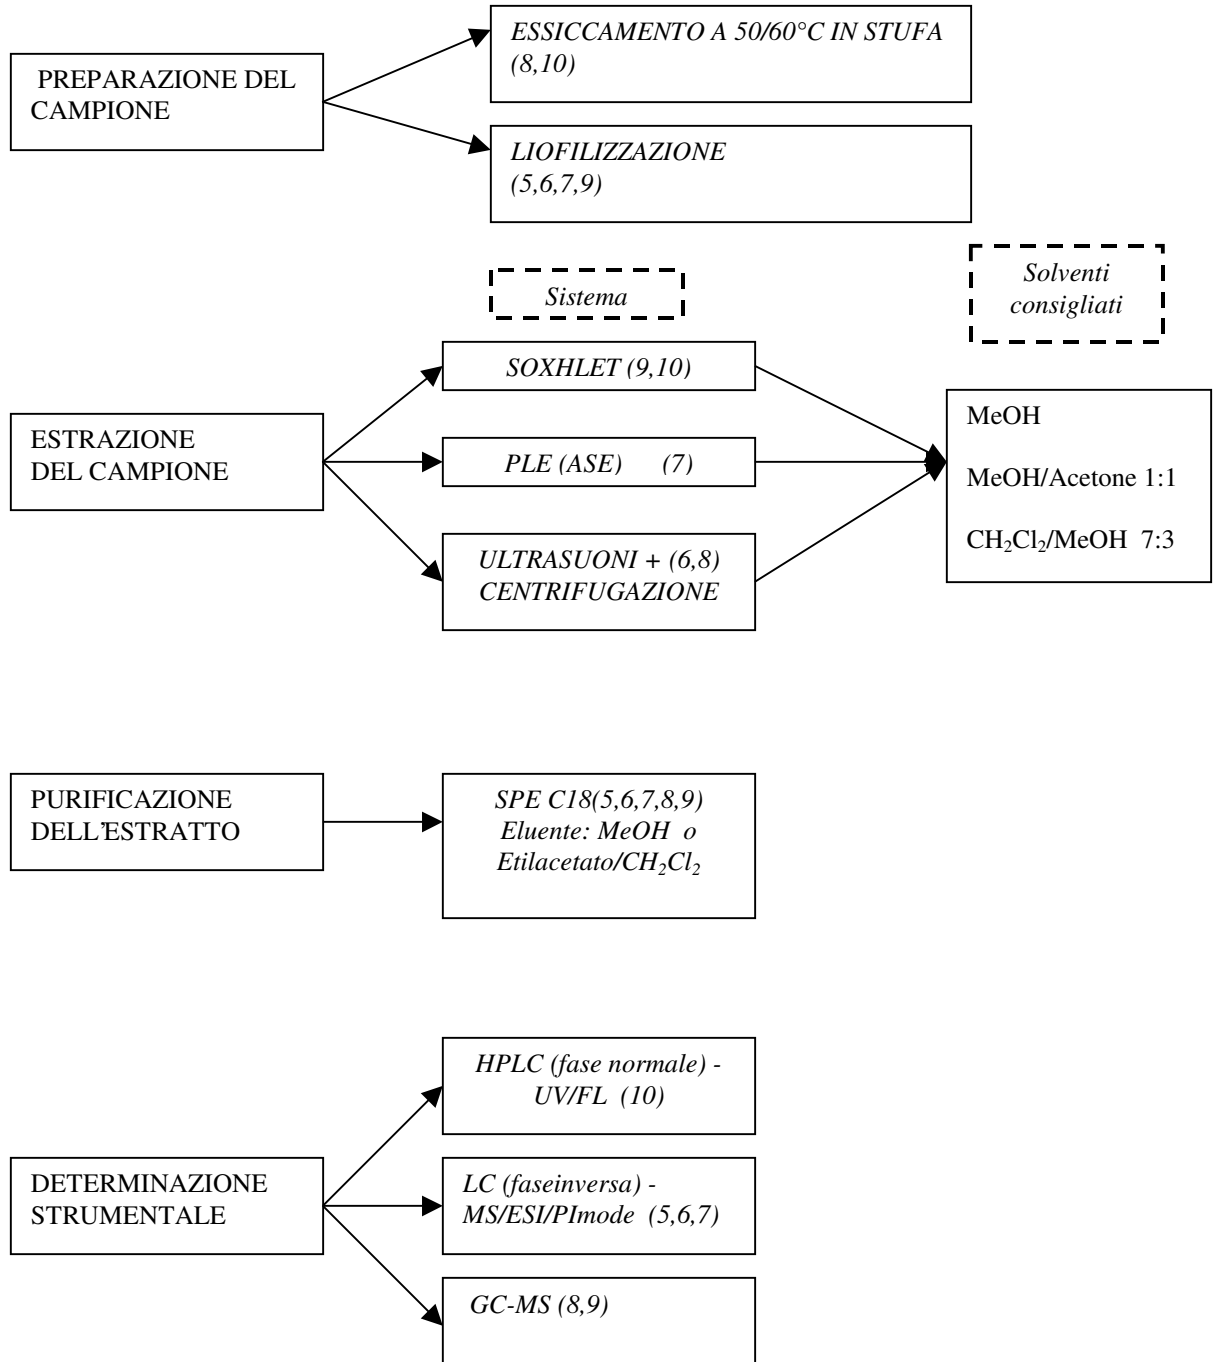 ESSICCAMENTO A 50/60°C IN STUFA
(8,10)
PREPARAZIONE DEL
CAMPIONE
LIOFILIZZAZIONE
(5,6,7,9)
Sistema
Solventi
consigliati
SOXHLET (9,10)
ESTRAZIONE
DEL CAMPIONE
PLE (ASE) (7)
ULTRASUONI + (6,8)
CENTRIFUGAZIONE
MeOH
MeOH/Acetone 1:1
CH₂Cl₂/MeOH 7:3
PURIFICAZIONE
DELL'ESTRATTO
SPE C18(5,6,7,8,9)
Eluente: MeOH o
Etilacetato/CH₂Cl₂
HPLC (fase normale) -
UV/FL (10)
DETERMINAZIONE
STRUMENTALE
LC (faseinversa) -
MS/ESI/PImode (5,6,7)
GC-MS (8,9)